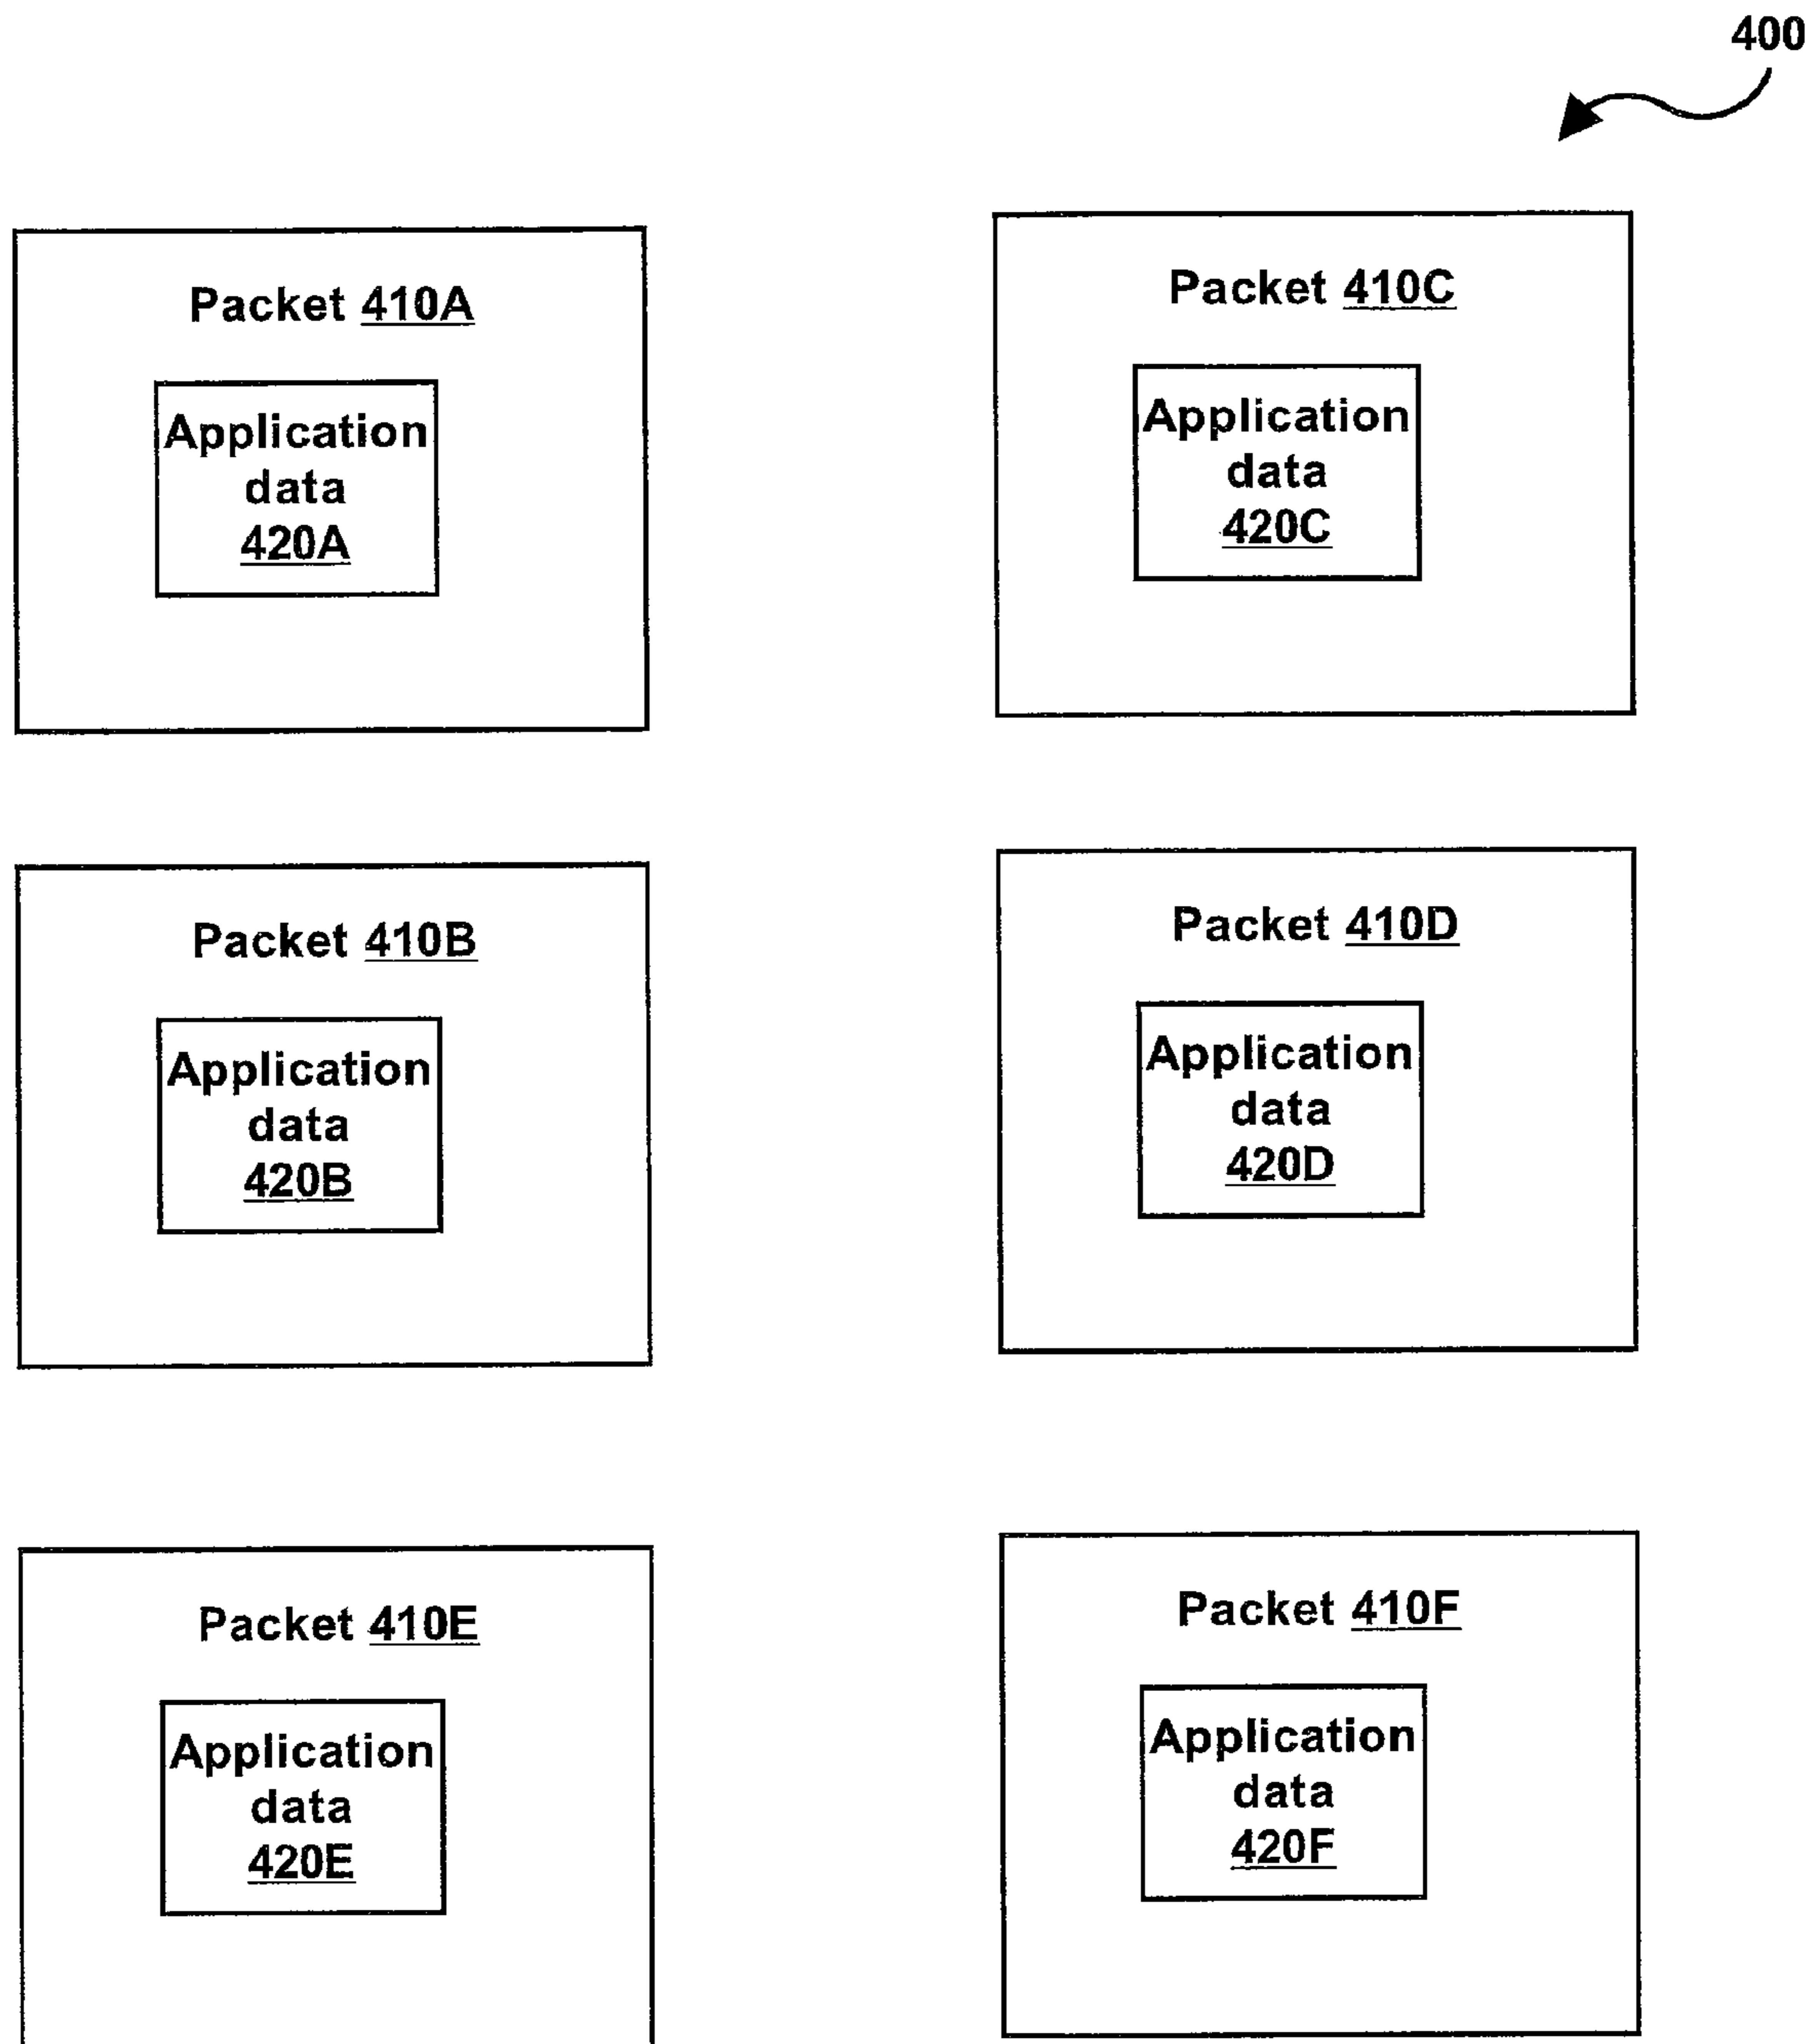 400
Packet 410A
Application
data
420A
Packet 410C
Application
data
420C
Packet 410B
Application
data
420B
Packet 410D
Application
data
420D
Packet 410E
Application
data
420E
Packet 410F
Application
data
420F